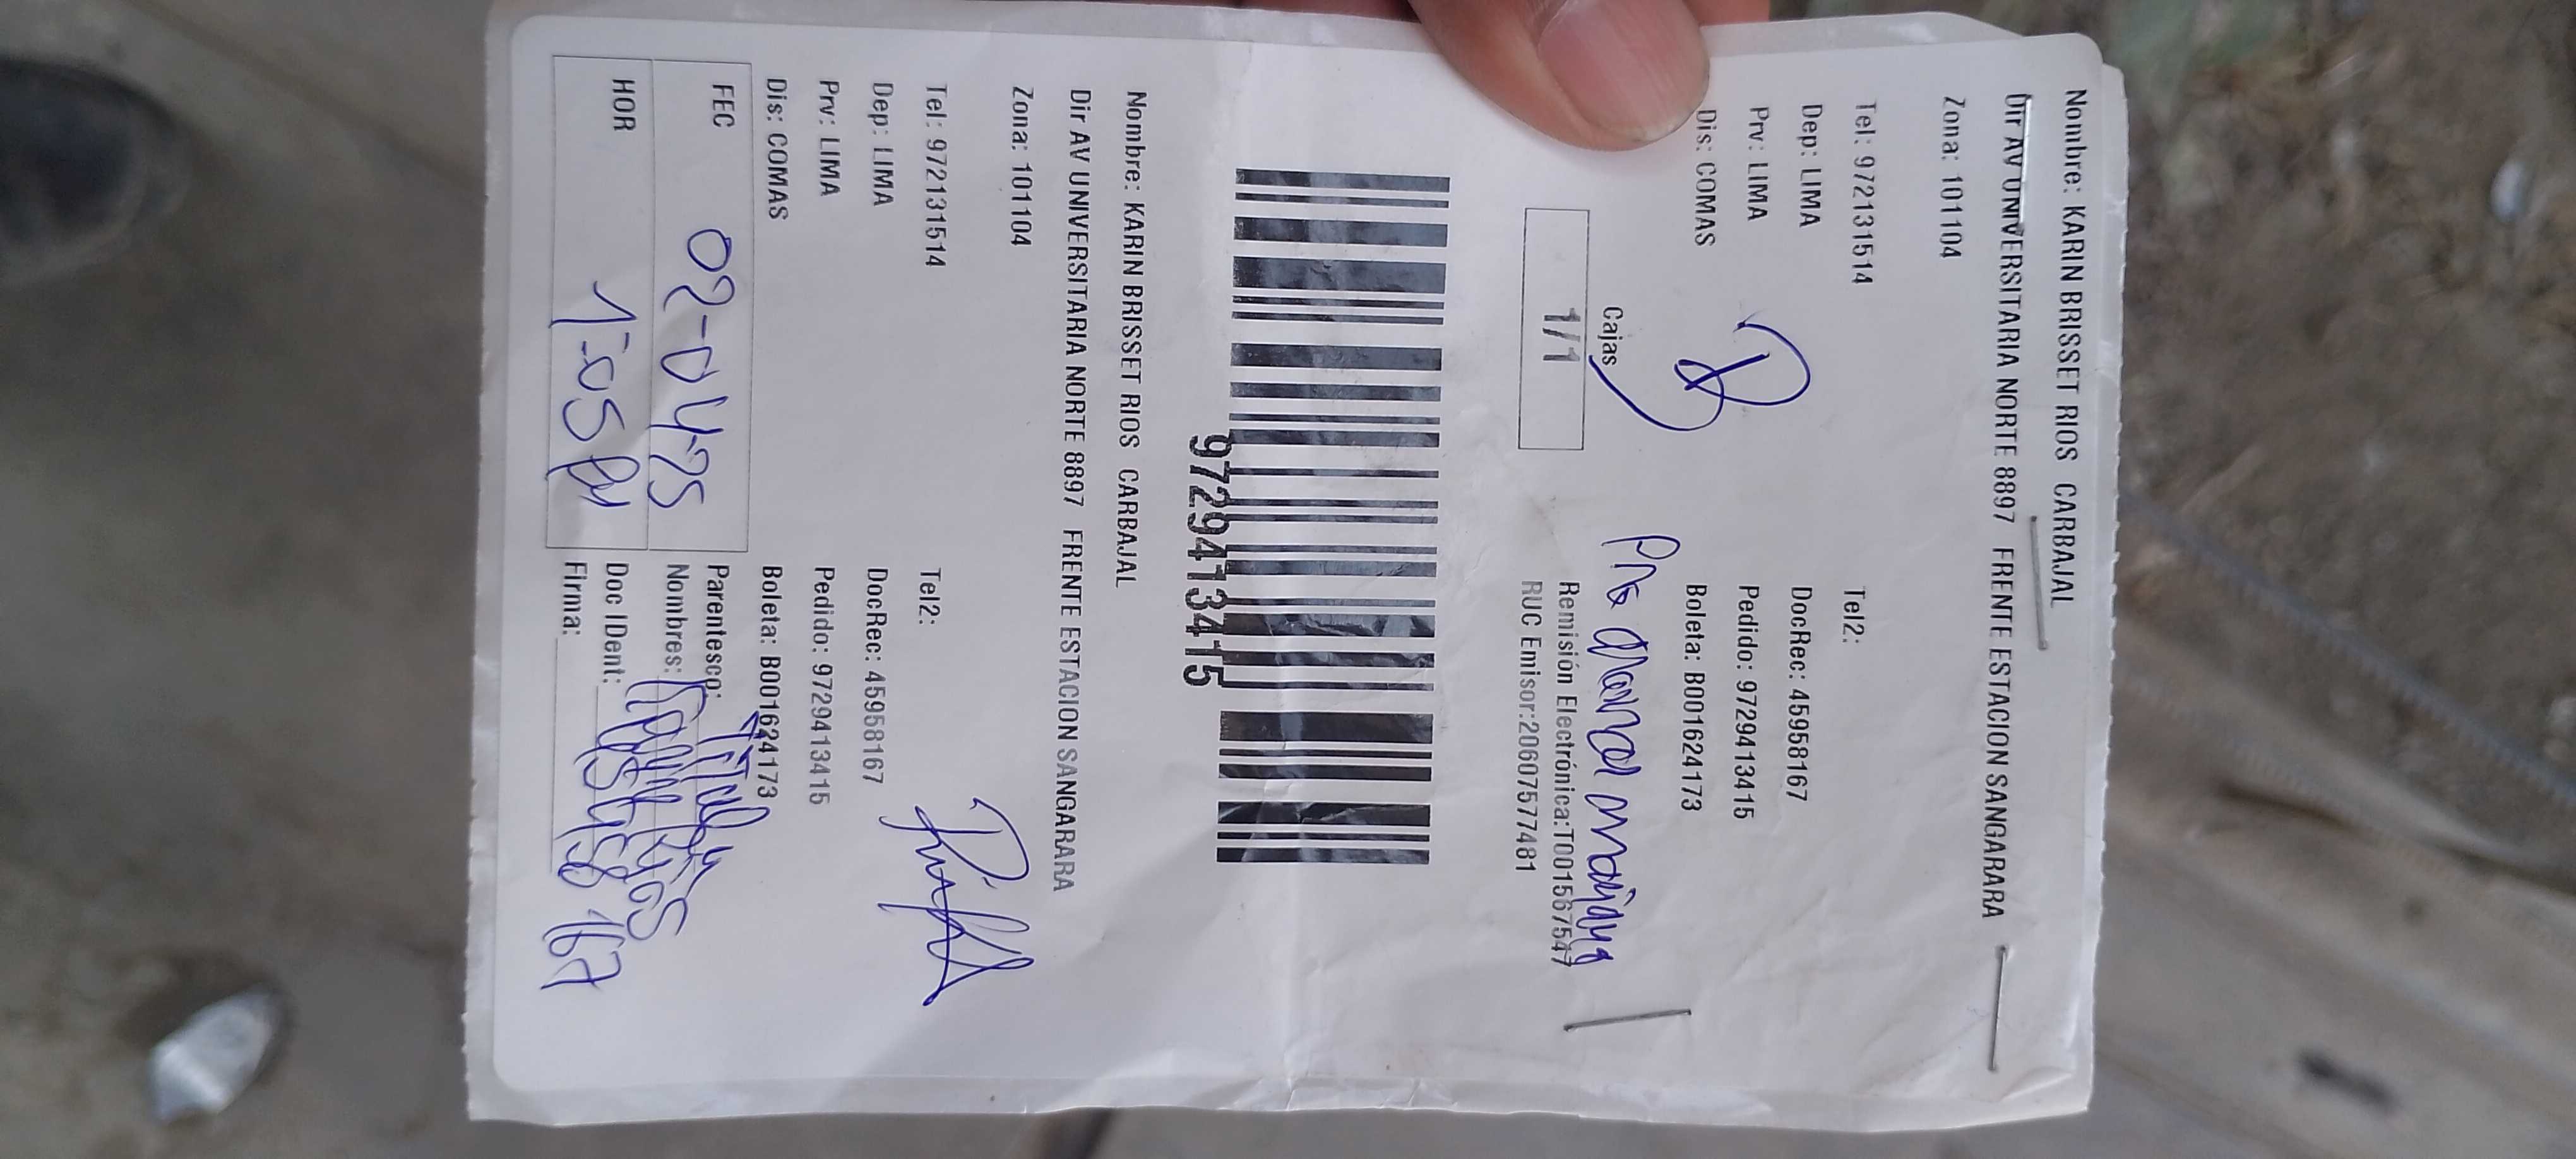 Nombre: KARIN BRISSET RIOS CARBAJAL
Dir AV UNIVERSITARIA NORTE 8897 FRENTE ESTACION SANGARARA
Zona: 101104
Tel: 972131514 Tel2:
Dep: LIMA DocRec: 45958167
Prv: LIMA Pedido: 9729413415
Dis: COMAS Boleta: B001624173
Cajas
1/1
Remisión Electrónica:T001567547
RUC Emisor:20607577481
9729413415
Nombre: KARIN BRISSET RIOS CARBAJAL
Dir AV UNIVERSITARIA NORTE 8897 FRENTE ESTACION SANGARARA
Zona: 101104
Tel: 972131514 Tel2:
Dep: LIMA DocRec: 45958167
Prv: LIMA Pedido: 9729413415
Dis: COMAS Boleta: B001624173
FEC Parentesco: Titular
Nombres:
HOR Doc IDent: 45958167
Firma: